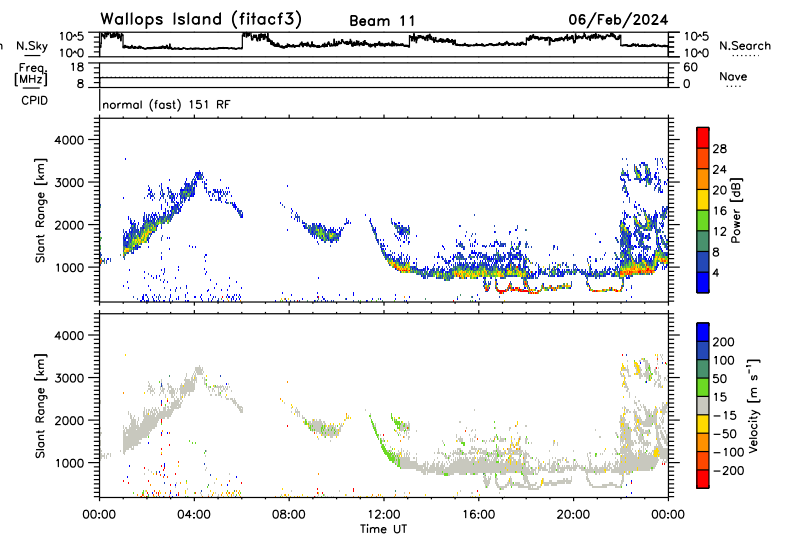 Wallops Island (fitacf3) Beam 11 06/Feb/2024
n N.Sky 10^5 10^0 10^5 10^0 N.Search
Freq. [MHz] 18 8 60 0 Nave
CPID normal (fast) 151 RF
Slant Range [km] 4000 3000 2000 1000
28 24 20 16 12 8 4 Power [dB]
Slant Range [km] 4000 3000 2000 1000
200 100 50 15 −15 −50 −100 −200 Velocity [m s⁻¹]
00:00 04:00 08:00 12:00 16:00 20:00 00:00
Time UT